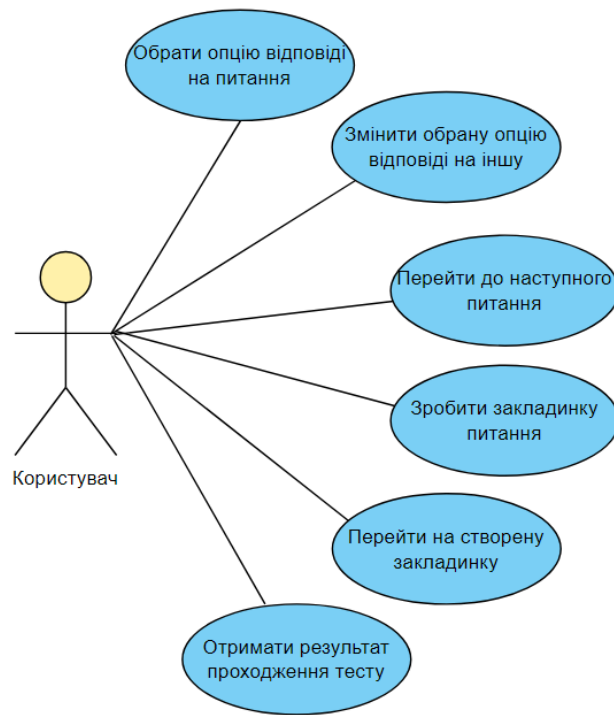 Обрати опцію відповіді
на питання
Змінити обрану опцію
відповіді на іншу
Перейти до наступного
питання
Зробити закладинку
питання
Користувач
Перейти на створену
закладинку
Отримати результат
проходження тесту